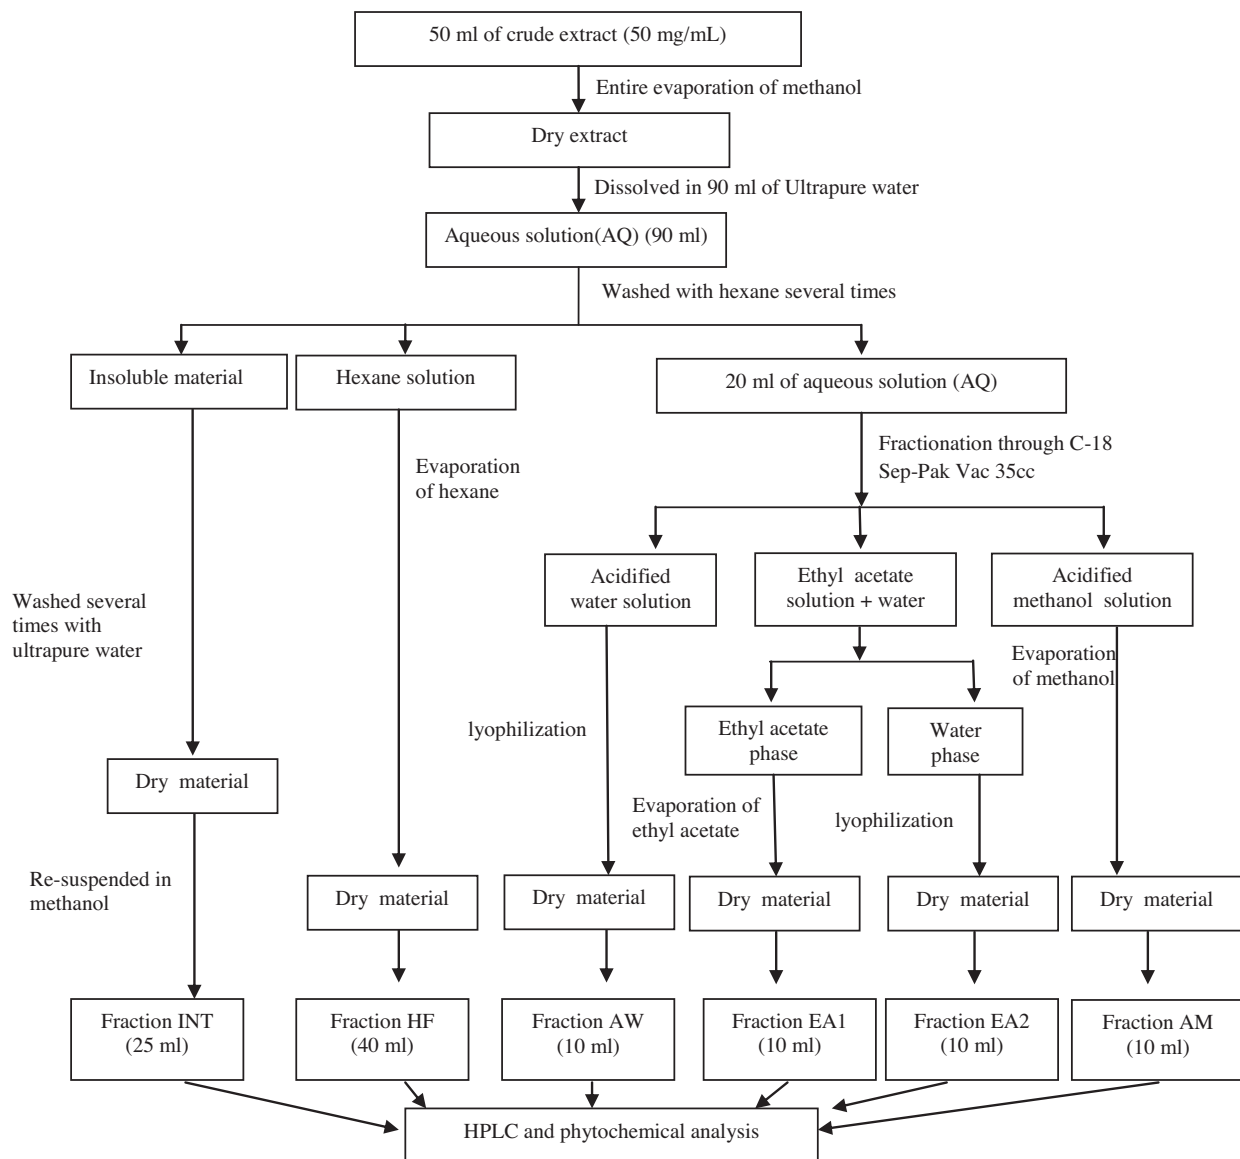 50 ml of crude extract (50 mg/mL)
Entire evaporation of methanol
Dry extract
Dissolved in 90 ml of Ultrapure water
Aqueous solution(AQ) (90 ml)
Washed with hexane several times
Insoluble material
Hexane solution
20 ml of aqueous solution (AQ)
Fractionation through C-18
Sep-Pak Vac 35cc
Evaporation
of hexane
Acidified
water solution
Ethyl acetate
solution + water
Acidified
methanol solution
Washed several
times with
ultrapure water
Evaporation
of methanol
lyophilization
Ethyl acetate
phase
Water
phase
Dry material
Evaporation of
ethyl acetate
lyophilization
Re-suspended in
methanol
Dry material
Dry material
Dry material
Dry material
Dry material
Fraction INT
(25 ml)
Fraction HF
(40 ml)
Fraction AW
(10 ml)
Fraction EA1
(10 ml)
Fraction EA2
(10 ml)
Fraction AM
(10 ml)
HPLC and phytochemical analysis